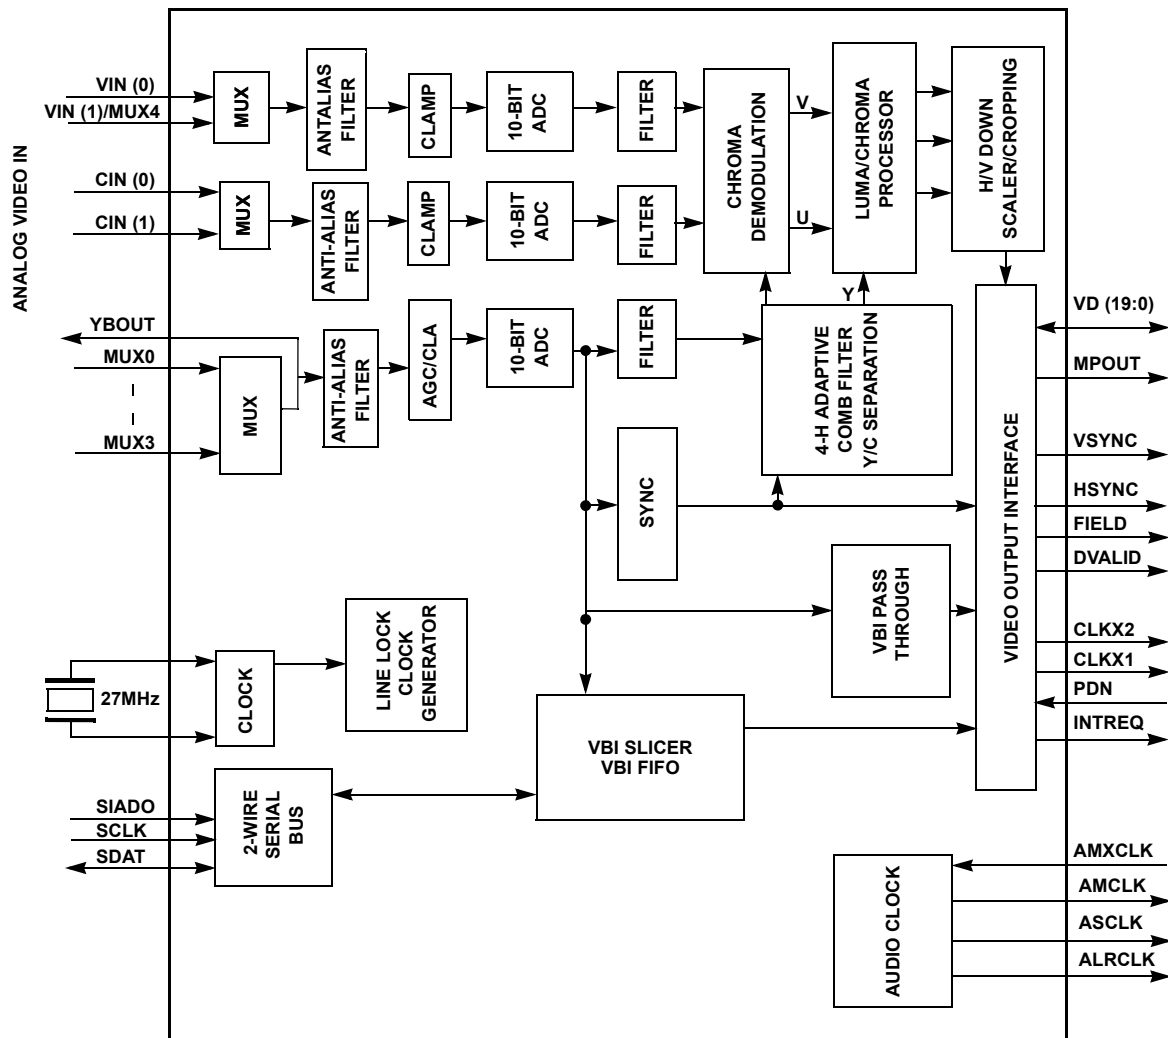 ANALOG VIDEO IN
VIN (0)
VIN (1)/MUX4
MUX
ANTALIAS
FILTER
CLAMP
10-BIT
ADC
FILTER
CHROMA
DEMODULATION
V
U
LUMA/CHROMA
PROCESSOR
H/V DOWN
SCALER/CROPPING
CIN (0)
CIN (1)
MUX
ANTI-ALIAS
FILTER
CLAMP
10-BIT
ADC
FILTER
YBOUT
MUX0
MUX3
MUX
ANTI-ALIAS
FILTER
AGC/CLA
10-BIT
ADC
FILTER
Y
4-H ADAPTIVE
COMB FILTER
Y/C SEPARATION
SYNC
VBI PASS
THROUGH
VIDEO OUTPUT INTERFACE
VD (19:0)
MPOUT
VSYNC
HSYNC
FIELD
DVALID
CLKX2
CLKX1
PDN
INTREQ
27MHz
CLOCK
LINE LOCK
CLOCK
GENERATOR
VBI SLICER
VBI FIFO
SIADO
SCLK
SDAT
2-WIRE
SERIAL
BUS
AUDIO CLOCK
AMXCLK
AMCLK
ASCLK
ALRCLK